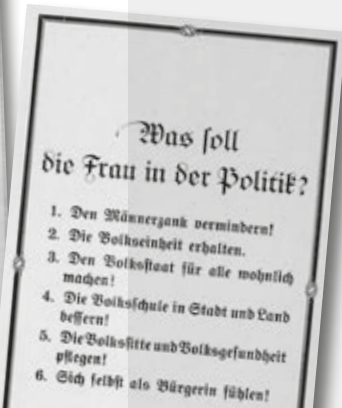 Was soll
die Frau in der Politik?
1. Den Männerzank vermindern!
2. Die Volkseinheit erhalten.
3. Den Volksstaat für alle wohnlich
machen!
4. Die Volksschule in Stadt und Land
bessern!
5. Die Volkssitte und Volksgesundheit
pflegen!
6. Sich selbst als Bürgerin fühlen!